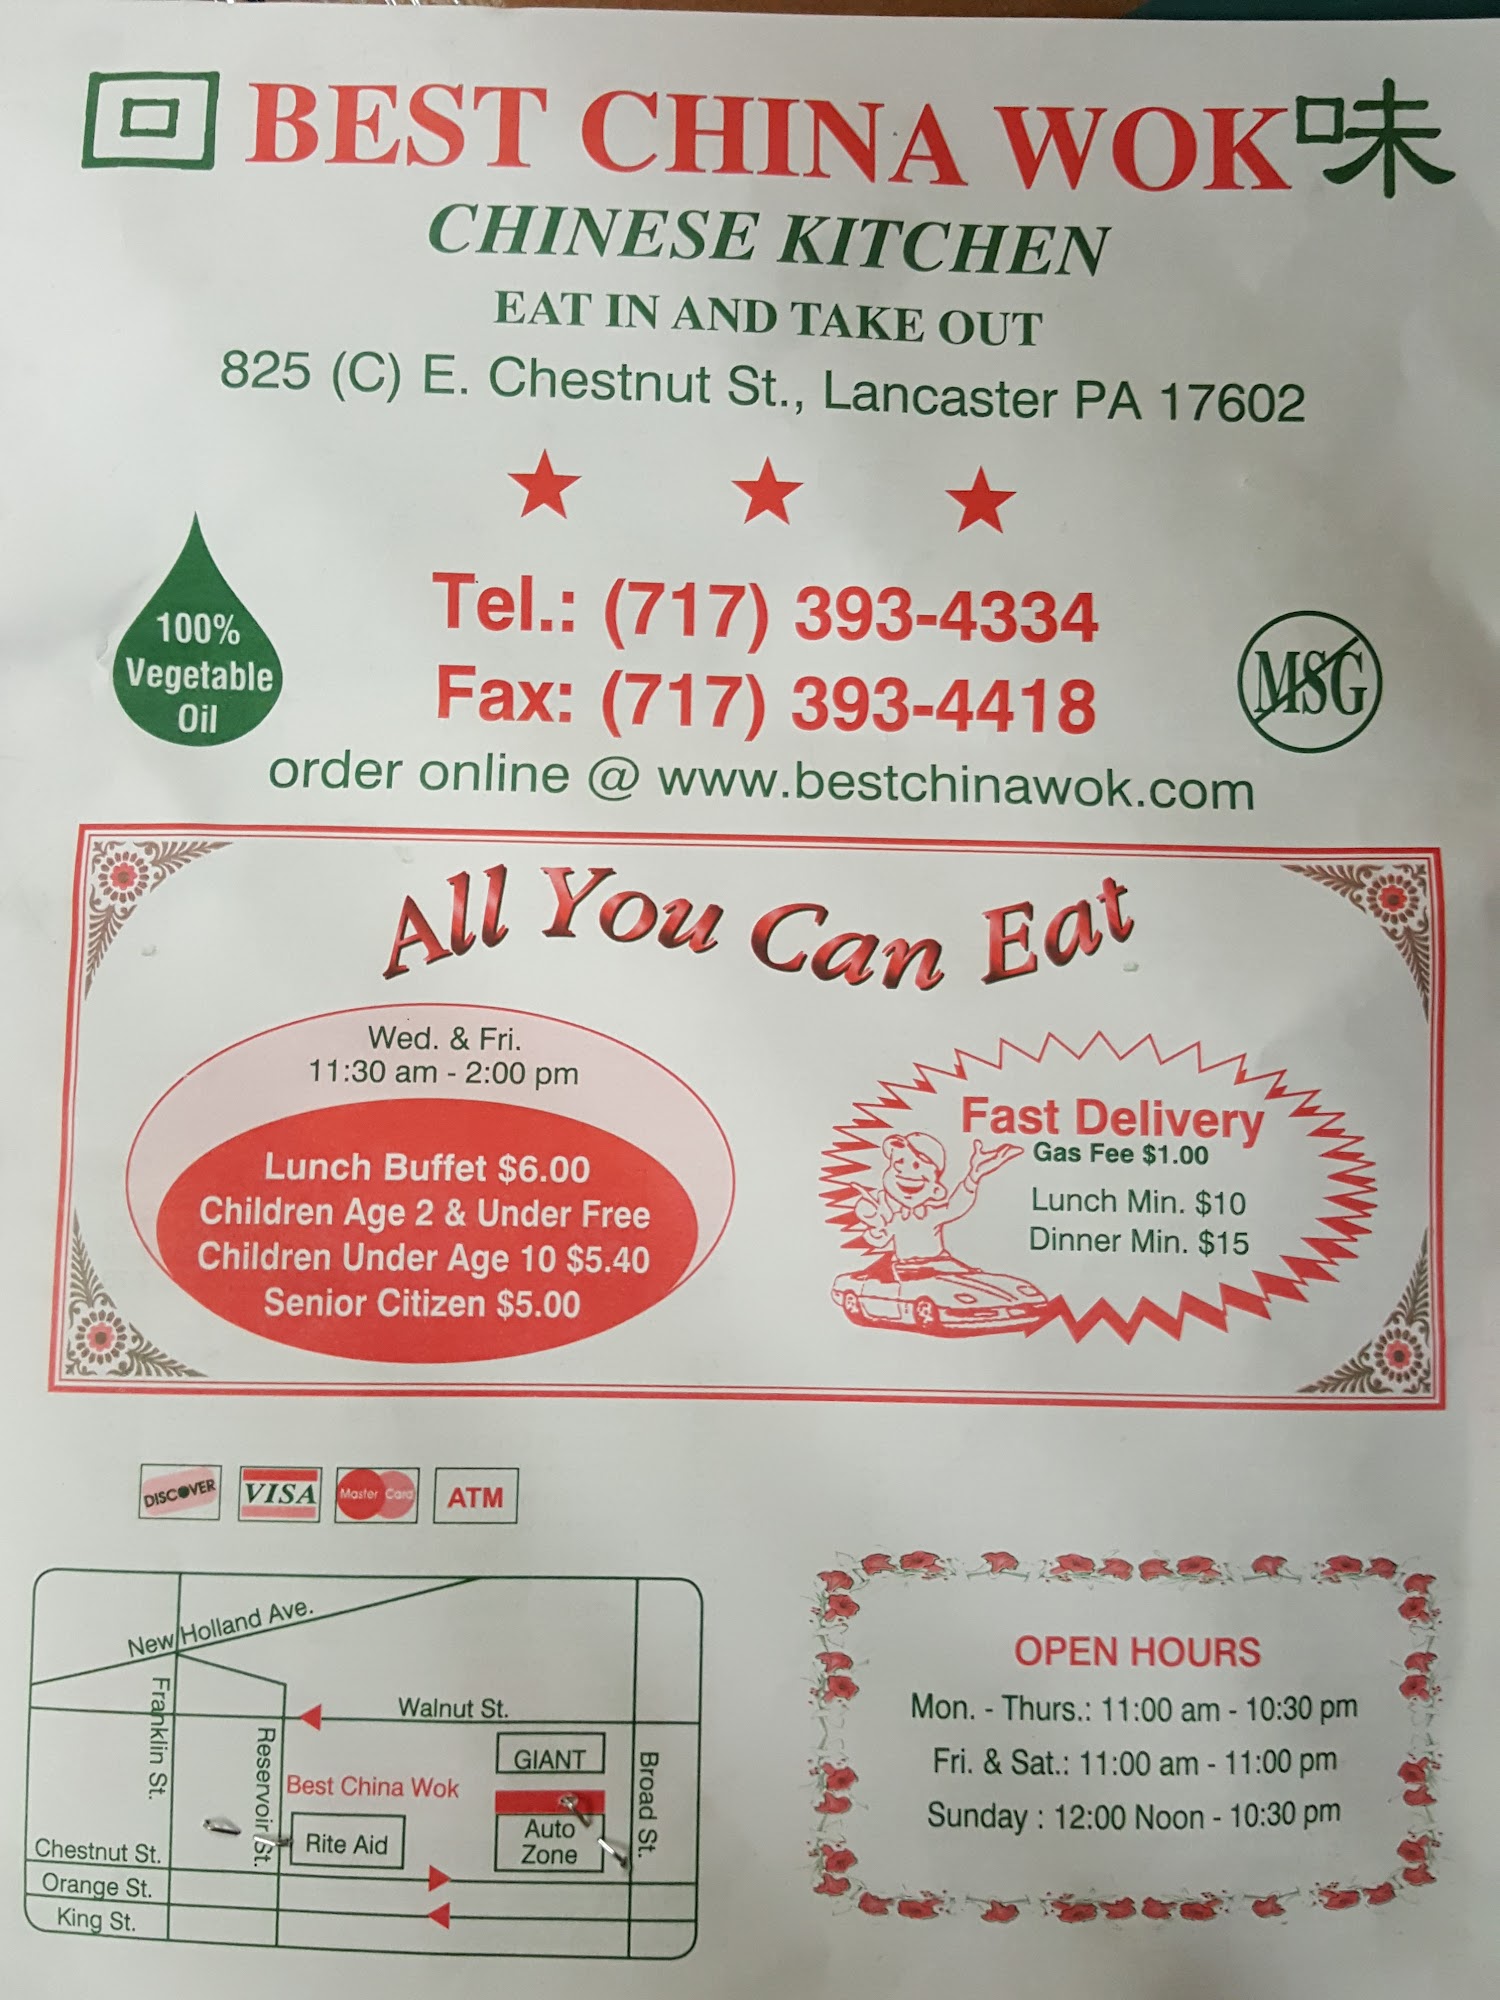 回 BEST CHINA WOK 味
CHINESE KITCHEN
EAT IN AND TAKE OUT
825 (C) E. Chestnut St., Lancaster PA 17602
100%
Vegetable
Oil
Tel.: (717) 393-4334
Fax: (717) 393-4418
MSG
order online @ www.bestchinawok.com
All You Can Eat
Wed. & Fri.
11:30 am - 2:00 pm
Lunch Buffet $6.00
Children Age 2 & Under Free
Children Under Age 10 $5.40
Senior Citizen $5.00
Fast Delivery
Gas Fee $1.00
Lunch Min. $10
Dinner Min. $15
DISCOVER
VISA
Master Card
ATM
New Holland Ave.
Franklin St.
Reservoir St.
Walnut St.
GIANT
Best China Wok
Broad St.
Rite Aid
Auto
Zone
Chestnut St.
Orange St.
King St.
OPEN HOURS
Mon. - Thurs.: 11:00 am - 10:30 pm
Fri. & Sat.: 11:00 am - 11:00 pm
Sunday : 12:00 Noon - 10:30 pm